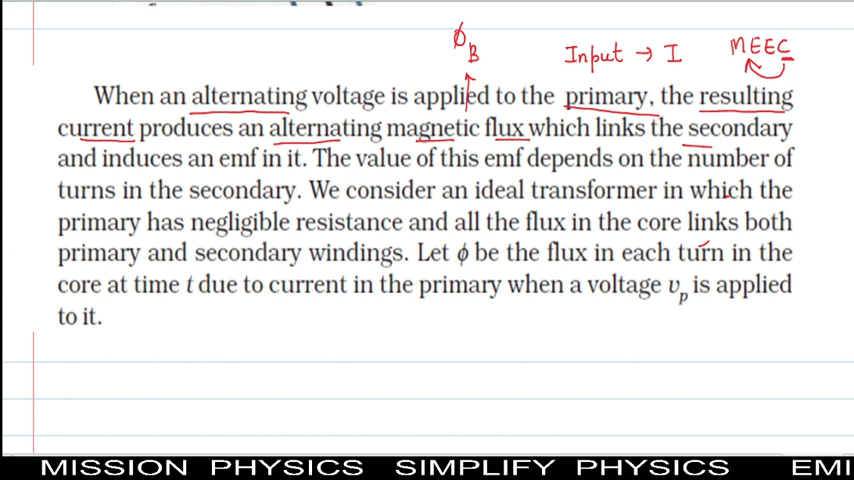 ϕB
Input → I
MEEC
When an alternating voltage is applied to the primary, the resulting
current produces an alternating magnetic flux which links the secondary
and induces an emf in it. The value of this emf depends on the number of
turns in the secondary. We consider an ideal transformer in which the
primary has negligible resistance and all the flux in the core links both
primary and secondary windings. Let ϕ be the flux in each turn in the
core at time t due to current in the primary when a voltage vp is applied
to it.
MISSION PHYSICS SIMPLIFY PHYSICS EMI